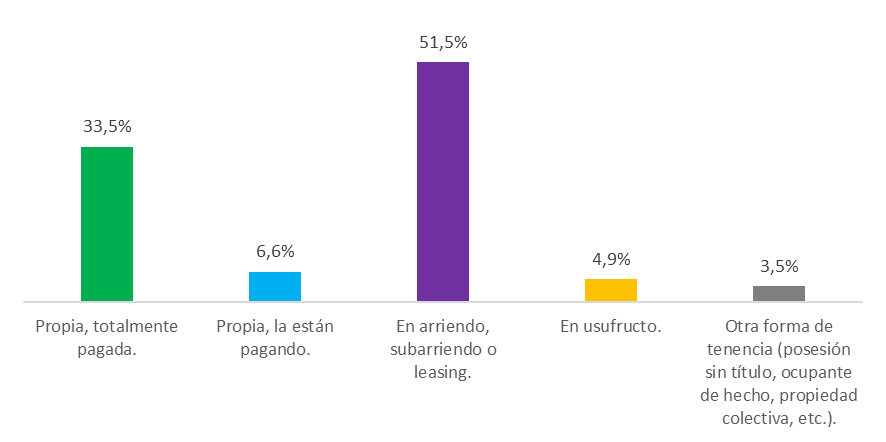 51,5%
33,5%
6,6%
4,9%
3,5%
Propia, totalmente
pagada.
Propia, la están
pagando.
En arriendo,
subarriendo o
leasing.
En usufructo.
Otra forma de
tenencia (posesión
sin título, ocupante
de hecho, propiedad
colectiva, etc.).